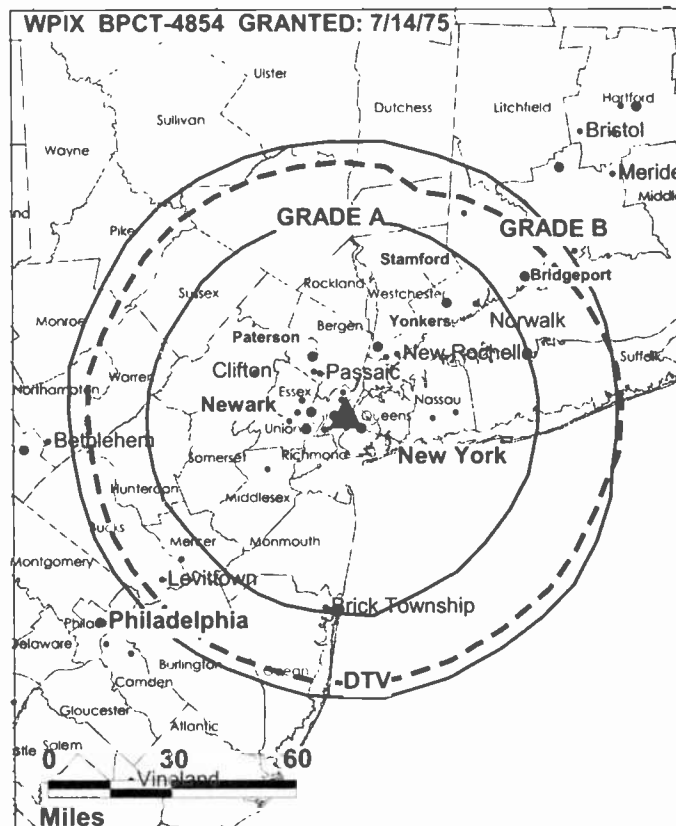 WPIX BPCT-4854 GRANTED: 7/14/75
Ulster
Hartford
Sullivan
Dutchess
Litchfield
Bristol
Wayne
Meride
Middle
GRADE A
GRADE B
Pike
Stamford
Bridgeport
Rockland
Westchester
Sussex
Monroe
Bergen
Yonkers
Norwalk
Paterson
New Rochelle
Suffolk
Clifton
Passaic
Warren
Northampton
Essex
Nassau
Newark
Queens
Union
Bethlehem
New York
Somerset
Richmond
Hunterdon
Middlesex
Bucks
Mercer
Monmouth
Montgomery
Levittown
Brick Township
Philadelphia
Delaware
Burlington
Ocean
DTV
Camden
Gloucester
Atlantic
Salem
0 30 60
Vineland
Miles